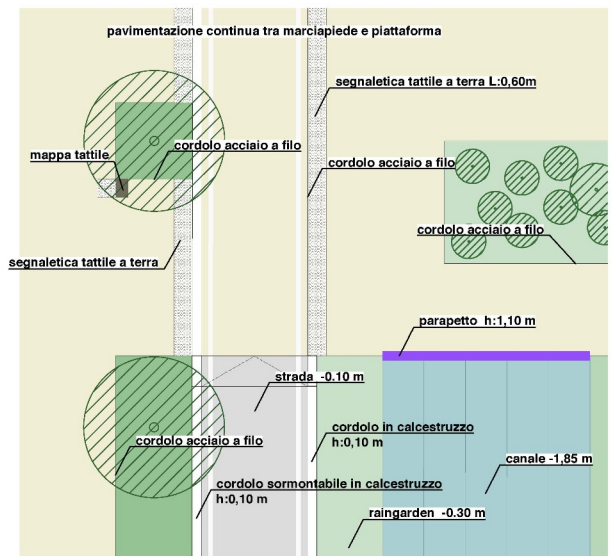 pavimentazione continua tra marciapiede e piattaforma
segnaletica tattile a terra L:0,60m
cordolo acciaio a filo
mappa tattile
cordolo acciaio a filo
cordolo acciaio a filo
segnaletica tattile a terra
parapetto h:1,10 m
strada -0.10 m
cordolo in calcestruzzo
h:0,10 m
cordolo acciaio a filo
canale -1,85 m
cordolo sormontabile in calcestruzzo
h:0,10 m
raingarden -0.30 m